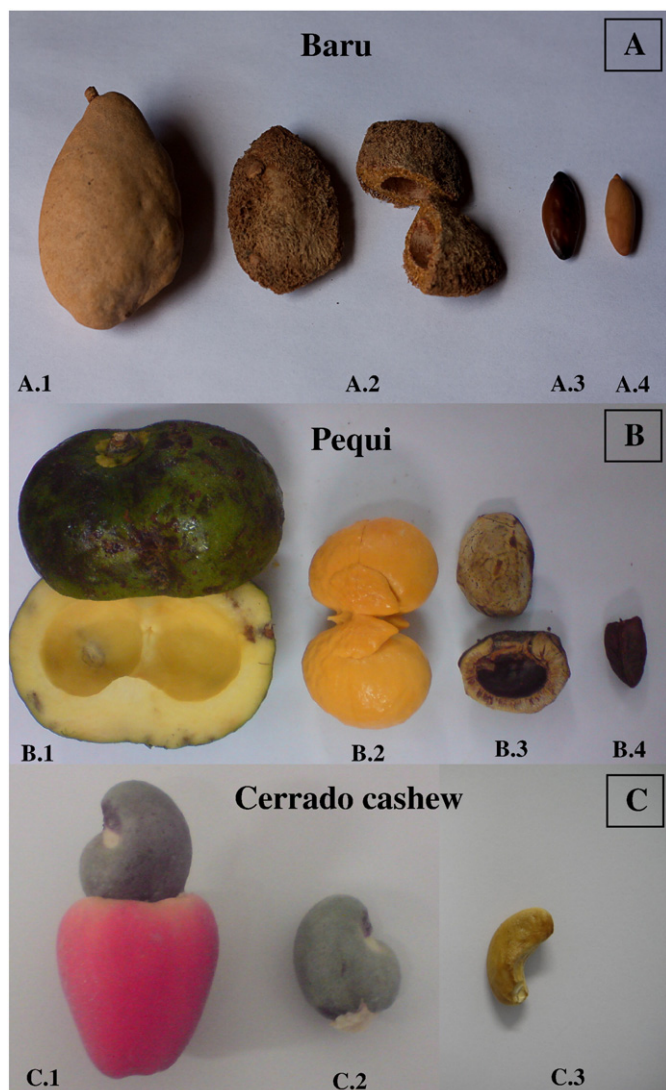 Baru
A
A.1
A.2
A.3
A.4
Pequi
B
B.1
B.2
B.3
B.4
Cerrado cashew
C
C.1
C.2
C.3